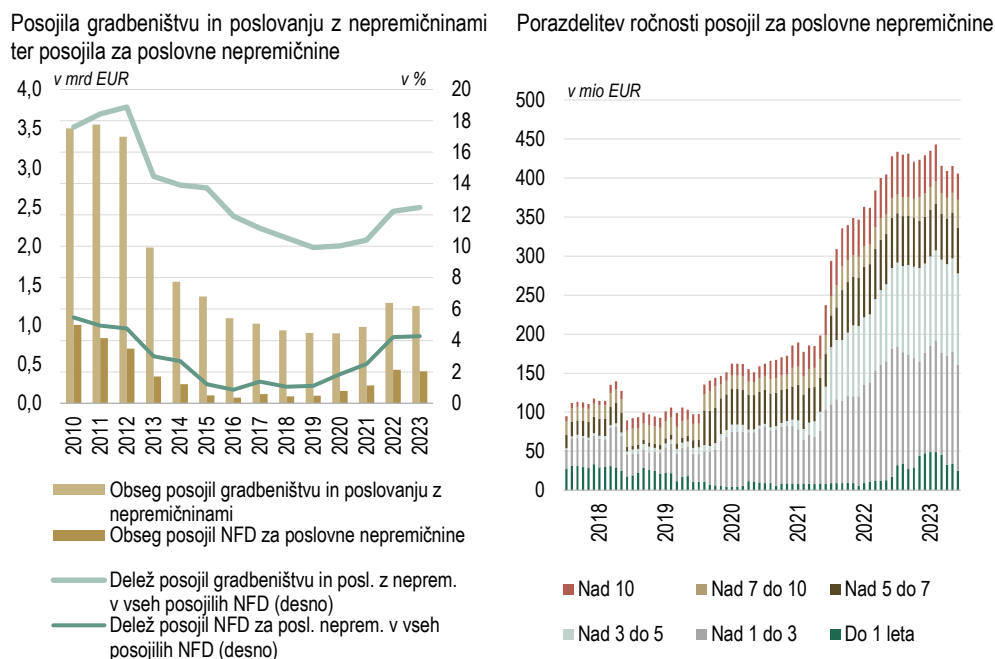 Posojila gradbeništvu in poslovanju z nepremičninami
ter posojila za poslovne nepremičnine
v mrd EUR
v %
4,0
3,5
3,0
2,5
2,0
1,5
1,0
0,5
0,0
20
18
16
14
12
10
8
6
4
2
0
2010
2011
2012
2013
2014
2015
2016
2017
2018
2019
2020
2021
2022
2023
Obseg posojil gradbeništvu in poslovanju z
nepremičninami
Obseg posojil NFD za poslovne nepremičnine
Delež posojil gradbeništvu in posl. z neprem.
v vseh posojilih NFD (desno)
Delež posojil NFD za posl. neprem. v vseh
posojilih NFD (desno)
Porazdelitev ročnosti posojil za poslovne nepremičnine
v mio EUR
500
450
400
350
300
250
200
150
100
50
0
2018
2019
2020
2021
2022
2023
Nad 10
Nad 7 do 10
Nad 5 do 7
Nad 3 do 5
Nad 1 do 3
Do 1 leta